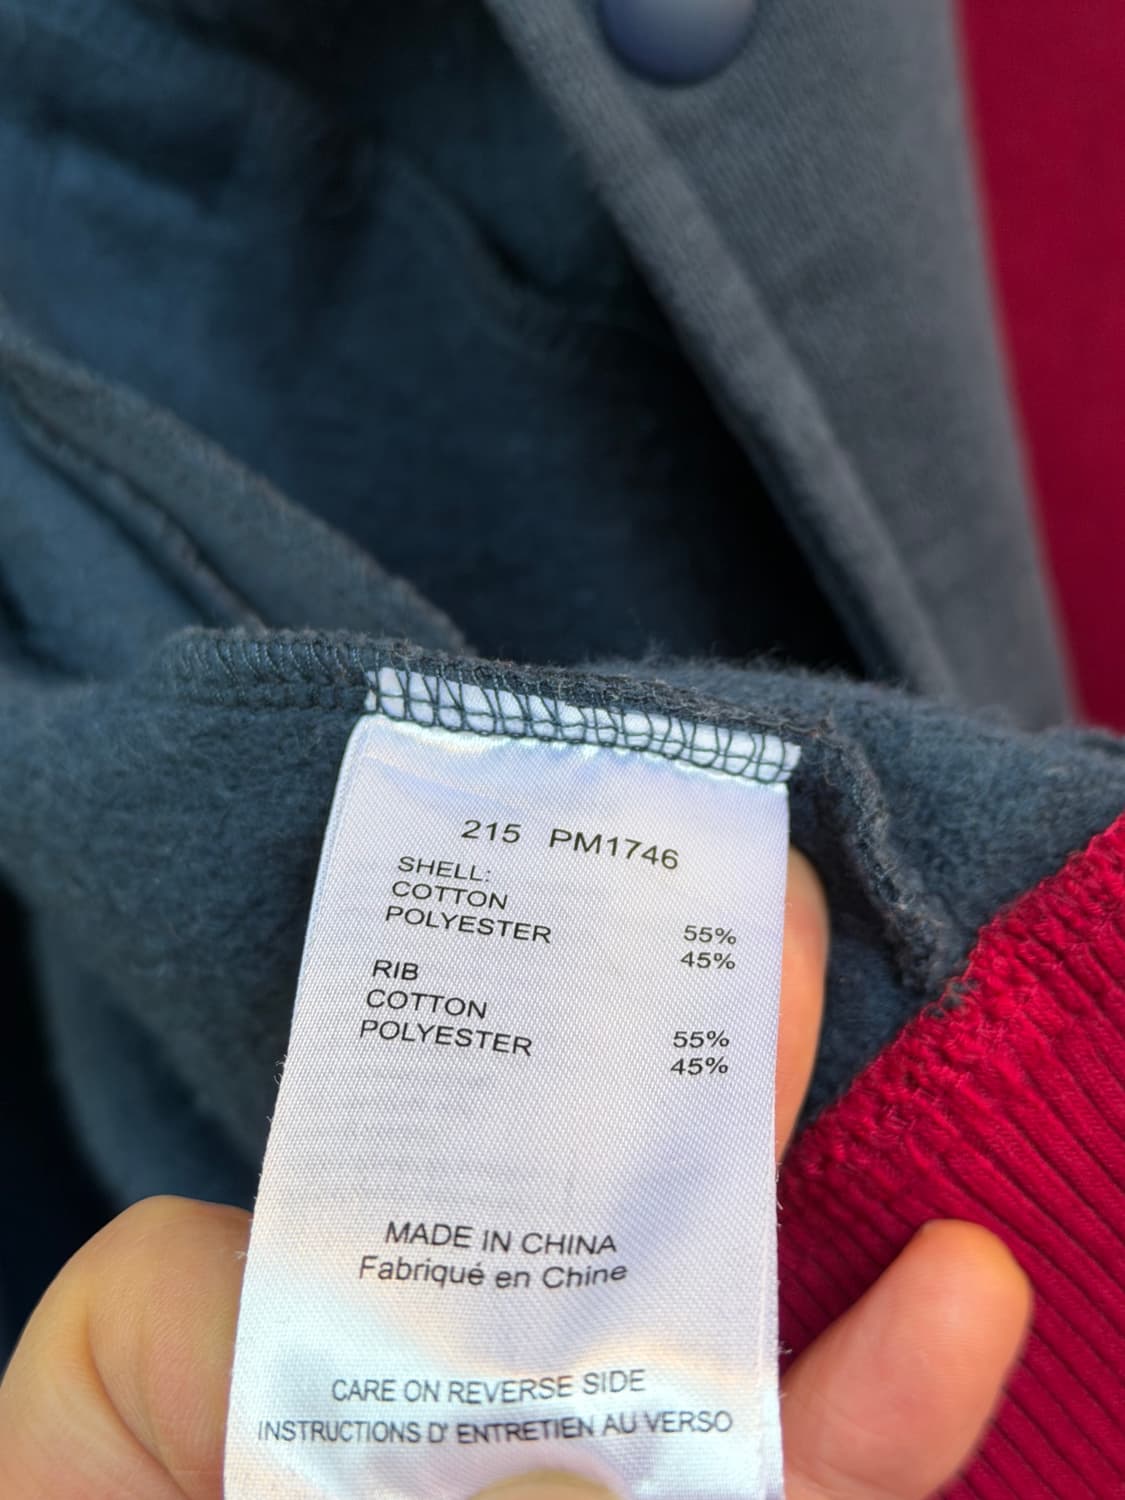 215 PM1746
SHELL:
COTTON 55%
POLYESTER 45%
RIB
COTTON 55%
POLYESTER 45%
MADE IN CHINA
Fabriqué en Chine
CARE ON REVERSE SIDE
INSTRUCTIONS D' ENTRETIEN AU VERSO